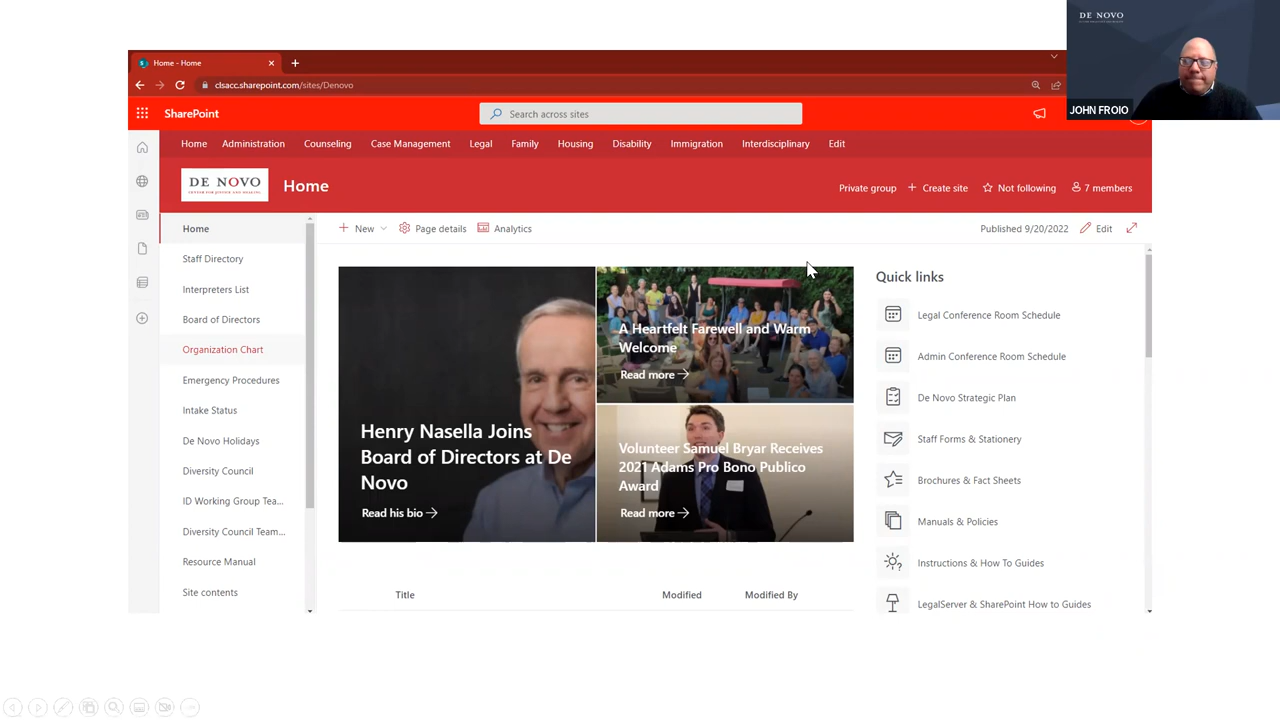 DE NOVO
JOHN FROIO
Home - Home
clsacc.sharepoint.com/sites/Denovo
SharePoint
Search across sites
Home Administration Counseling Case Management Legal Family Housing Disability Immigration Interdisciplinary Edit
DE NOVO
CENTER FOR JUSTICE AND HEALING
Home
Private group
Create site
Not following
7 members
New
Page details
Analytics
Published 9/20/2022
Edit
Home
Staff Directory
Interpreters List
Board of Directors
Organization Chart
Emergency Procedures
Intake Status
De Novo Holidays
Diversity Council
ID Working Group Tea...
Diversity Council Team...
Resource Manual
Site contents
Henry Nasella Joins
Board of Directors at De
Novo
Read his bio
A Heartfelt Farewell and Warm
Welcome
Read more
Volunteer Samuel Bryar Receives
2021 Adams Pro Bono Publico
Award
Read more
Title Modified Modified By
Quick links
Legal Conference Room Schedule
Admin Conference Room Schedule
De Novo Strategic Plan
Staff Forms & Stationery
Brochures & Fact Sheets
Manuals & Policies
Instructions & How To Guides
LegalServer & SharePoint How to Guides